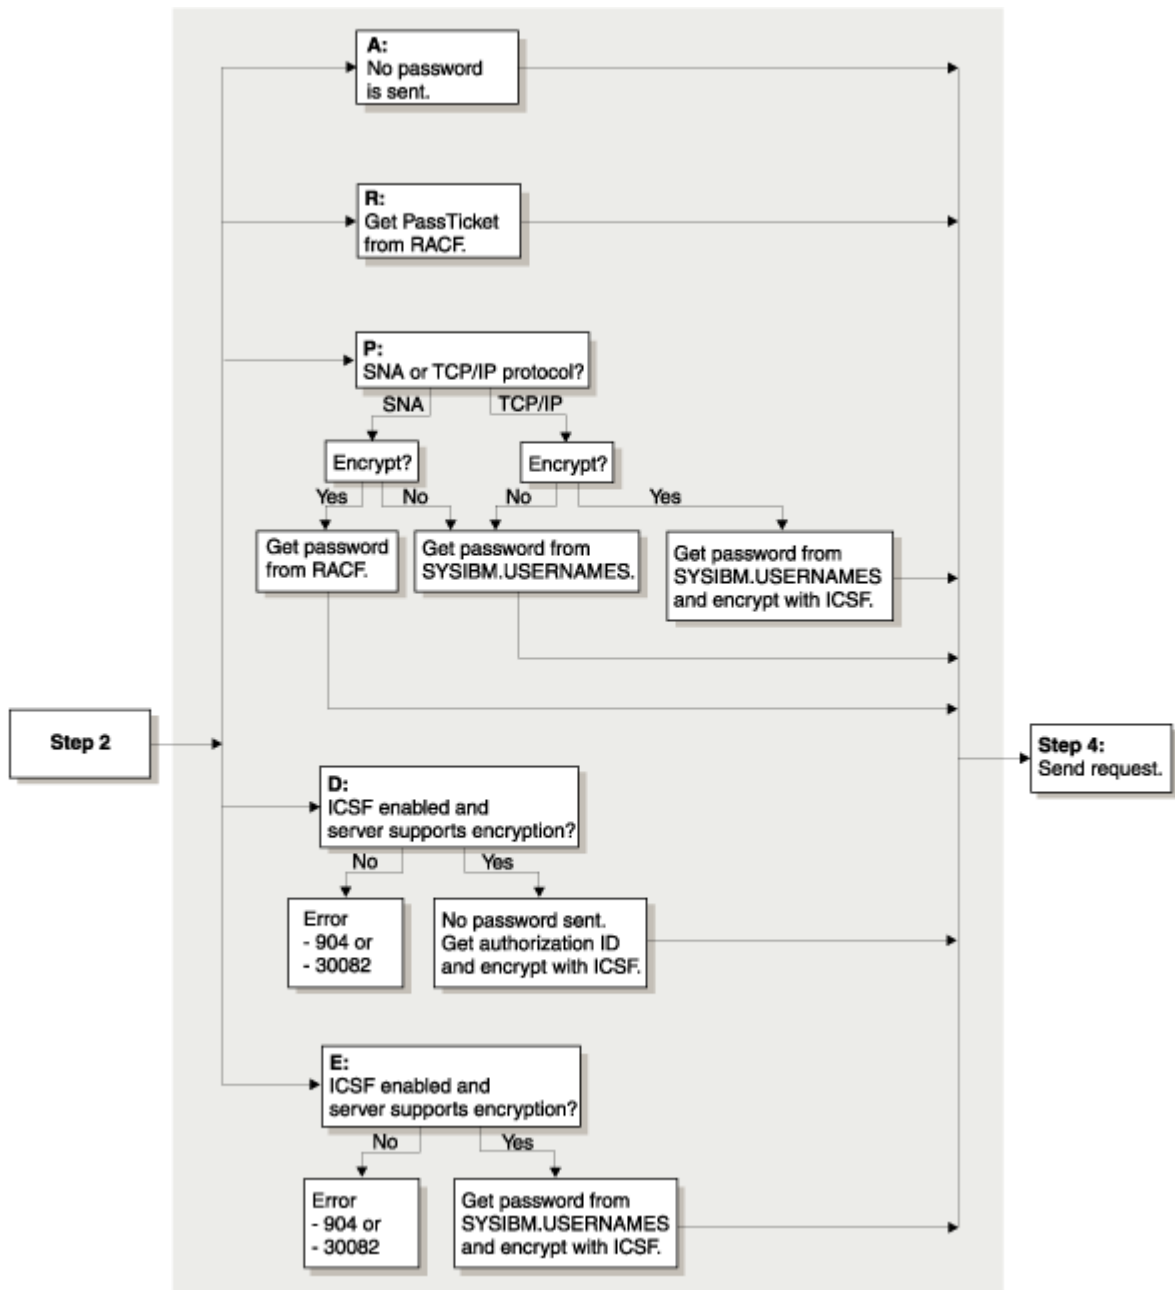 A:
No password
is sent.
R:
Get PassTicket
from RACF.
P:
SNA or TCP/IP protocol?
SNA
TCP/IP
Encrypt?
Encrypt?
Yes
No
No
Yes
Get password
from RACF.
Get password from
SYSIBM.USERNAMES.
Get password from
SYSIBM.USERNAMES
and encrypt with ICSF.
Step 2
Step 4:
Send request.
D:
ICSF enabled and
server supports encryption?
No
Yes
Error
- 904 or
- 30082
No password sent.
Get authorization ID
and encrypt with ICSF.
E:
ICSF enabled and
server supports encryption?
No
Yes
Error
- 904 or
- 30082
Get password from
SYSIBM.USERNAMES
and encrypt with ICSF.